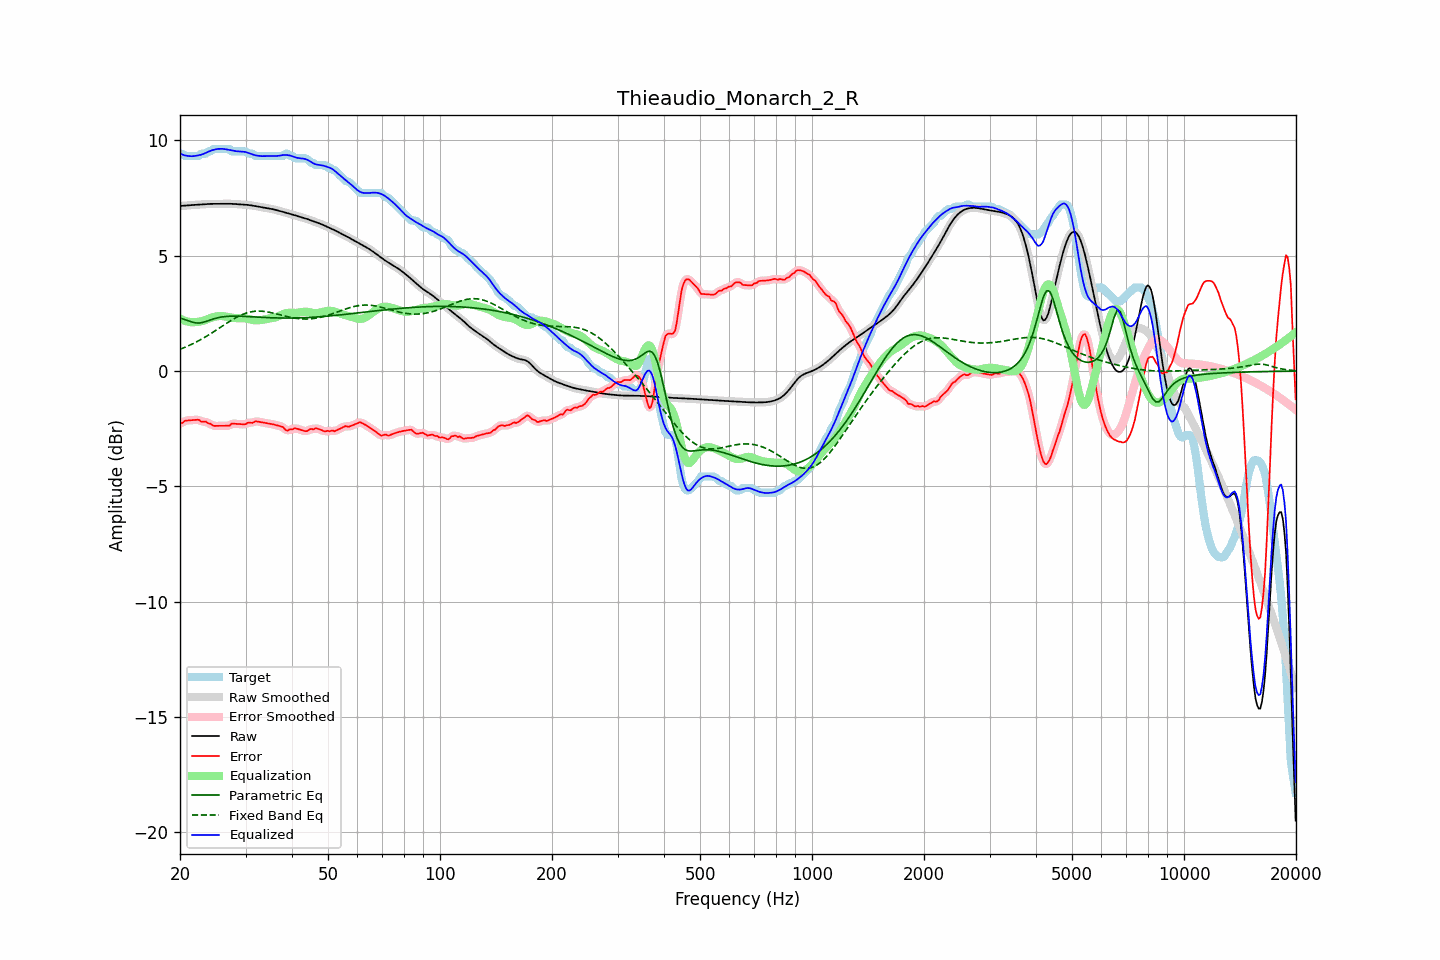 Thieaudio_Monarch_2_R
Amplitude (dBr)
10
5
0
−5
−10
−15
−20
Target
Raw Smoothed
Error Smoothed
Raw
Error
Equalization
Parametric Eq
Fixed Band Eq
Equalized
20 50 100 200 500 1000 2000 5000 10000 20000
Frequency (Hz)